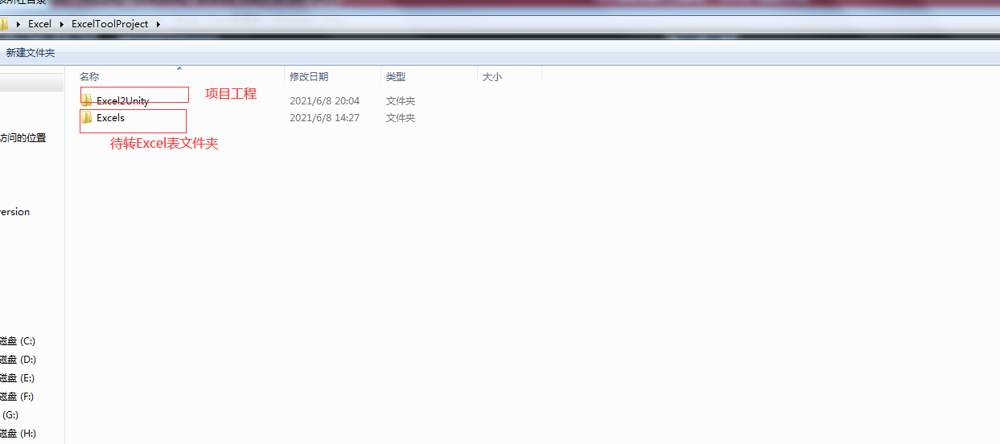 Excel ExcelToolProject
新建文件夹
名称 修改日期 类型 大小
Excel2Unity 项目工程 2021/6/8 20:04 文件夹
Excels 2021/6/8 14:27 文件夹
访问的位置
待转Excel表文件夹
ersion
磁盘 (C:)
磁盘 (D:)
磁盘 (E:)
磁盘 (F:)
(G:)
磁盘 (H:)